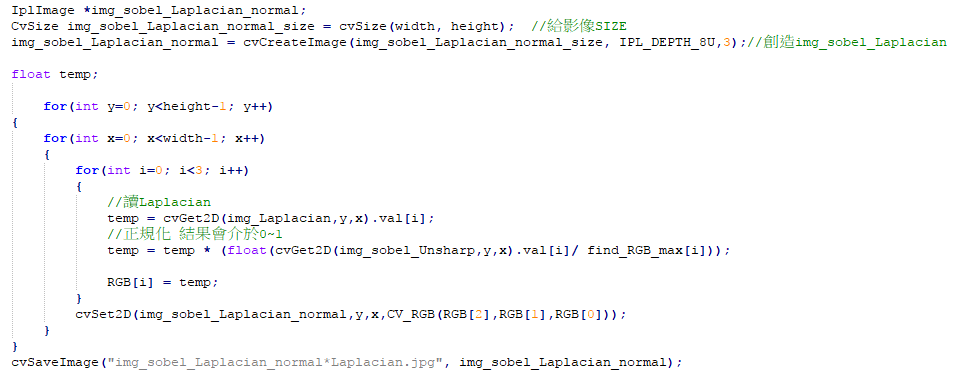 IplImage *img_sobel_Laplacian_normal;
CvSize img_sobel_Laplacian_normal_size = cvSize(width, height);  //給影像SIZE
img_sobel_Laplacian_normal = cvCreateImage(img_sobel_Laplacian_normal_size, IPL_DEPTH_8U,3);//創造img_sobel_Laplacian
float temp;
    for(int y=0; y<height-1; y++)
{
    for(int x=0; x<width-1; x++)
    {
        for(int i=0; i<3; i++)
        {
            //讀Laplacian
            temp = cvGet2D(img_Laplacian,y,x).val[i];
            //正規化 結果會介於0~1
            temp = temp * (float(cvGet2D(img_sobel_Unsharp,y,x).val[i]/ find_RGB_max[i]));
            RGB[i] = temp;
        }
        cvSet2D(img_sobel_Laplacian_normal,y,x,CV_RGB(RGB[2],RGB[1],RGB[0]));
    }
}
cvSaveImage("img_sobel_Laplacian_normal*Laplacian.jpg", img_sobel_Laplacian_normal);